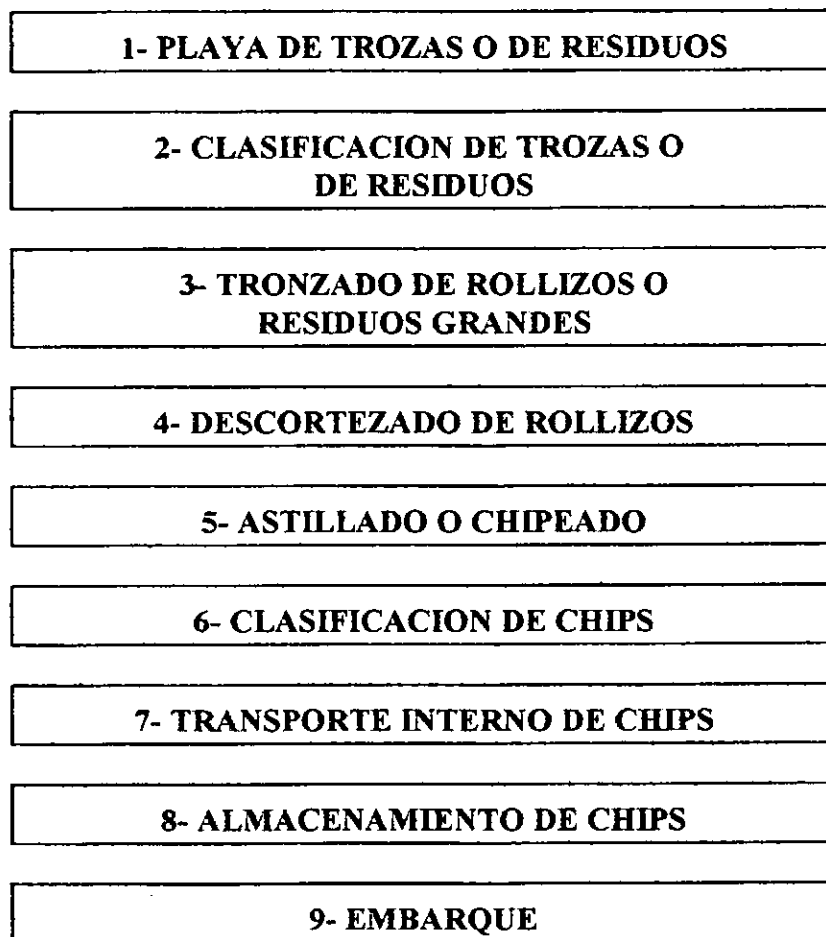 1- PLAYA DE TROZAS O DE RESIDUOS
2- CLASIFICACION DE TROZAS O
DE RESIDUOS
3- TRONZADO DE ROLLIZOS O
RESIDUOS GRANDES
4- DESCORTEZADO DE ROLLIZOS
5- ASTILLADO O CHIPEADO
6- CLASIFICACION DE CHIPS
7- TRANSPORTE INTERNO DE CHIPS
8- ALMACENAMIENTO DE CHIPS
9- EMBARQUE